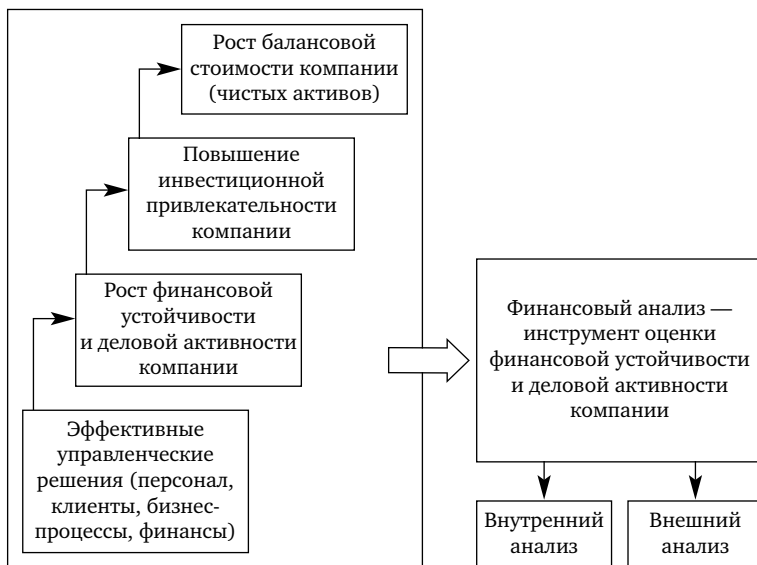 Рост балансовой
стоимости компании
(чистых активов)
Повышение
инвестиционной
привлекательности
компании
Рост финансовой
устойчивости
и деловой активности
компании
Эффективные
управленческие
решения (персонал,
клиенты, бизнес-
процессы, финансы)
Финансовый анализ —
инструмент оценки
финансовой устойчивости
и деловой активности
компании
Внутренний
анализ
Внешний
анализ